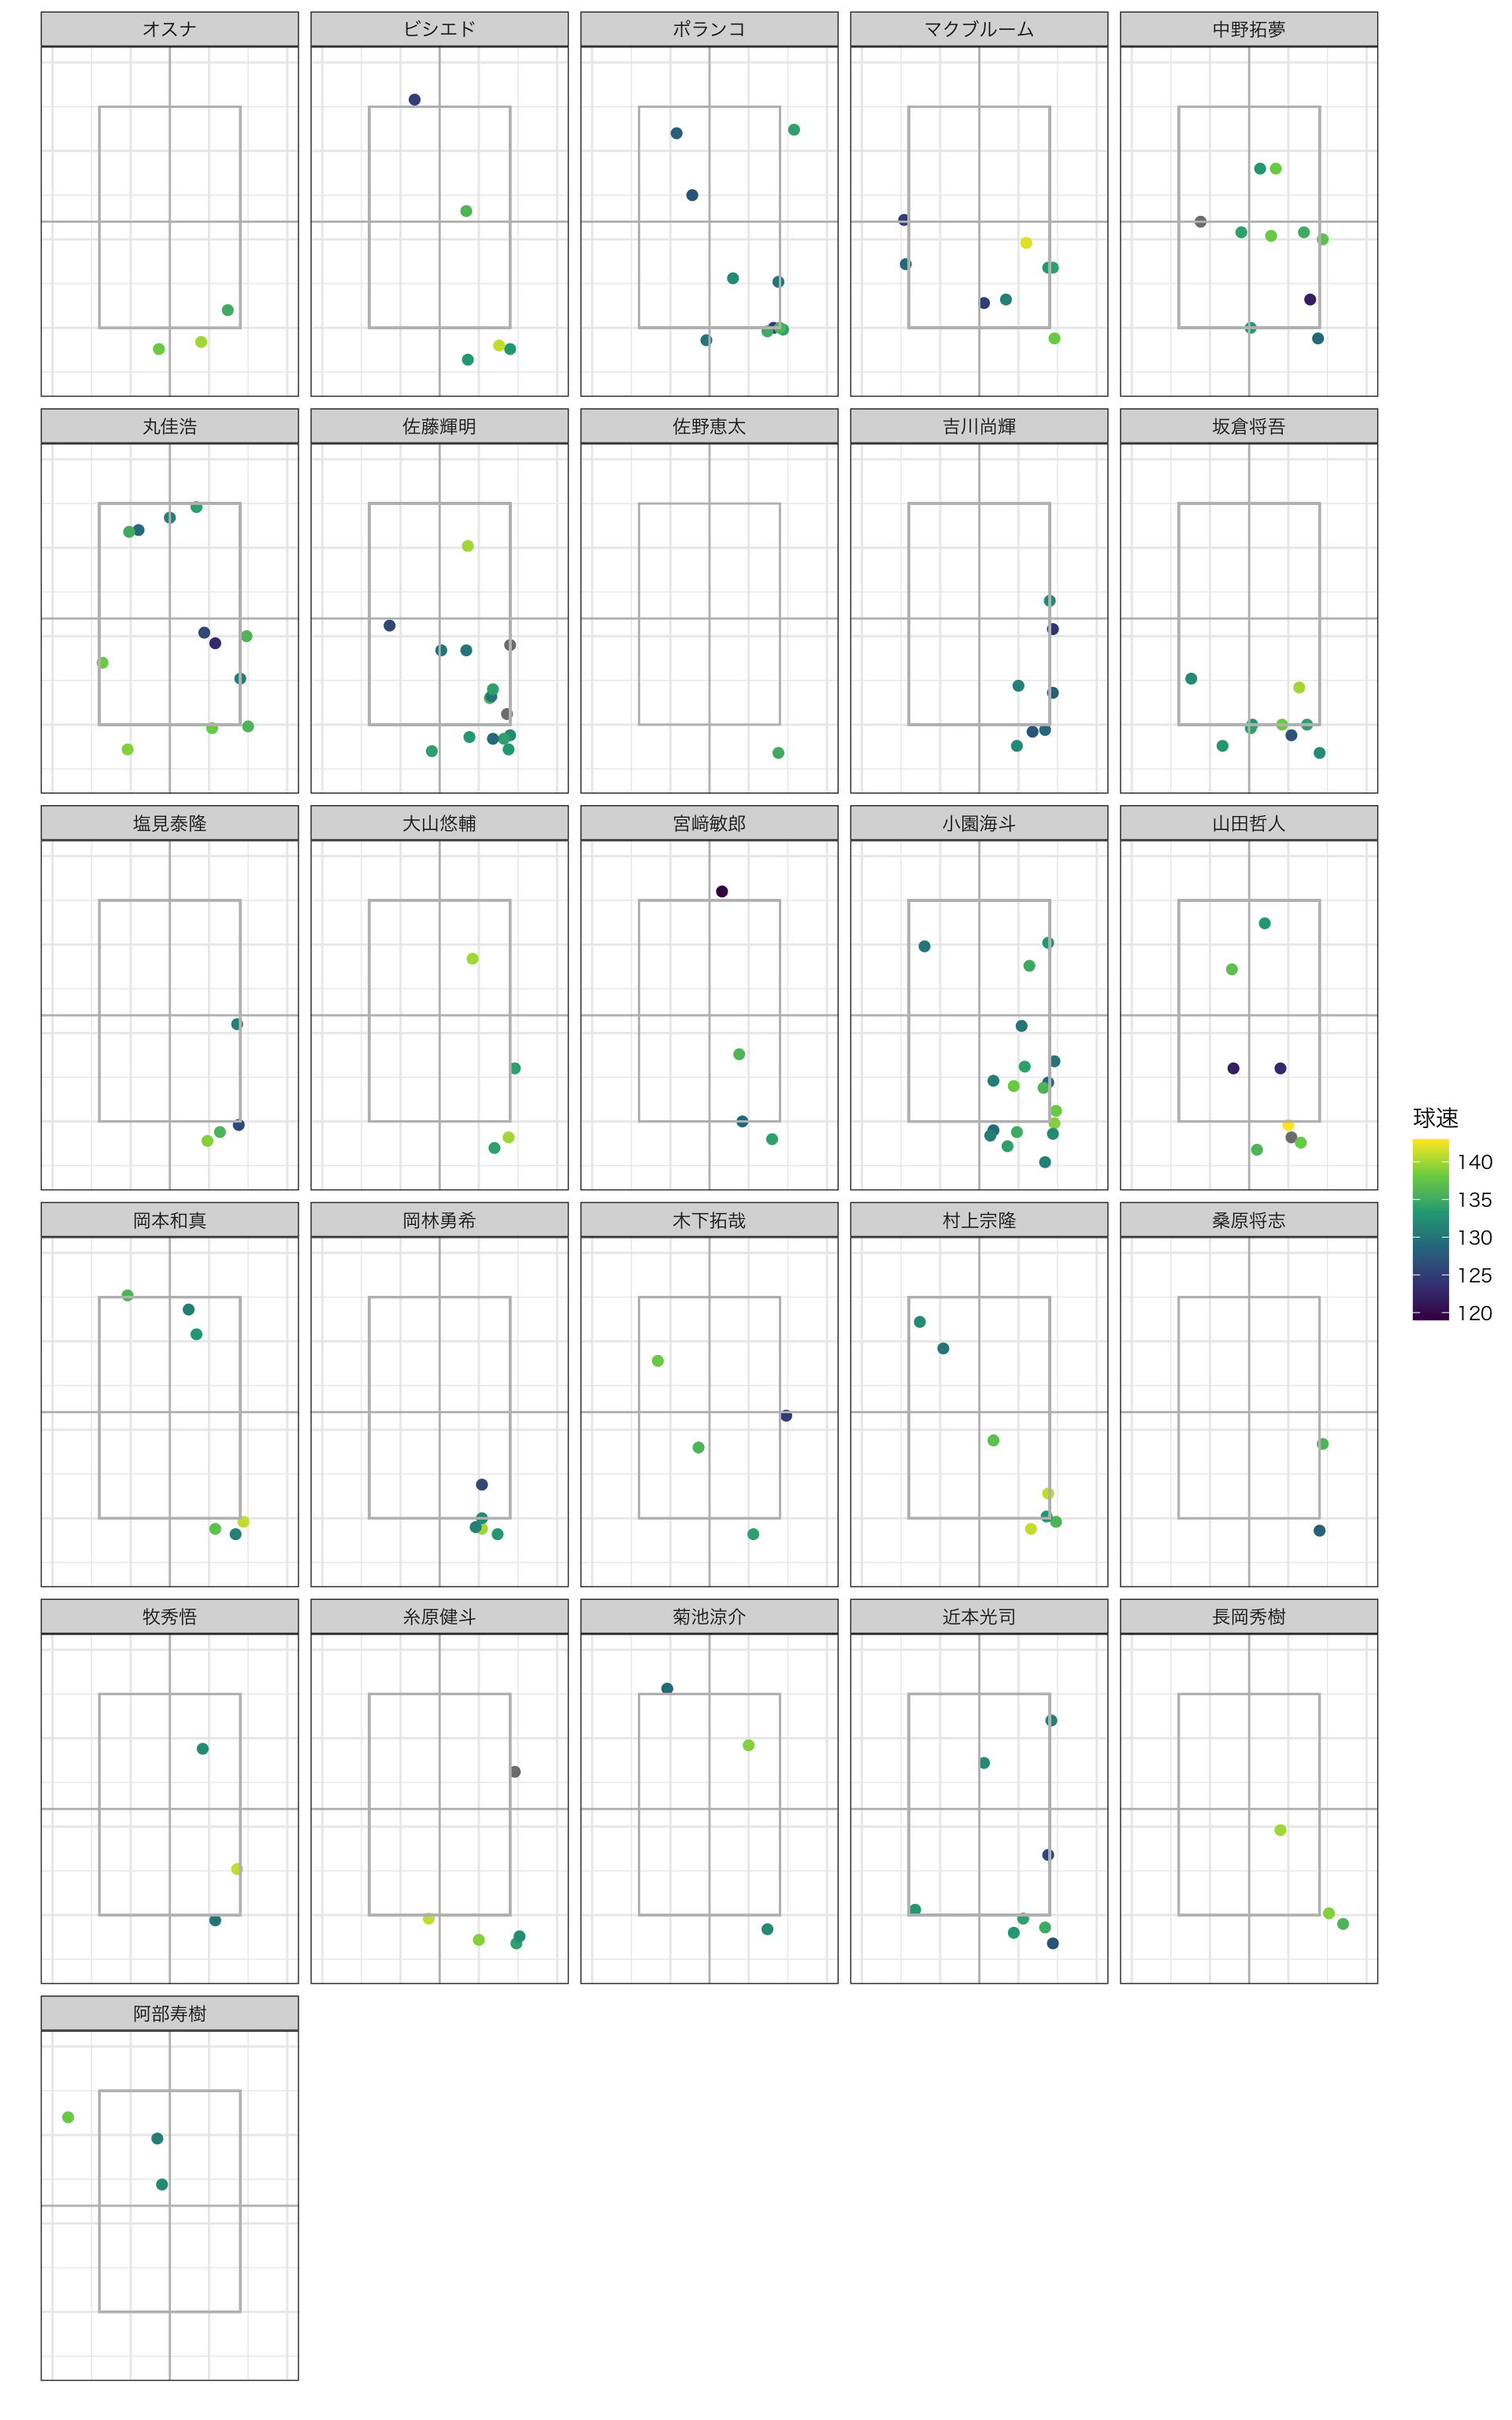 オスナ
ビシエド
ポランコ
マクブルーム
中野拓夢
丸佳浩
佐藤輝明
佐野恵太
吉川尚輝
坂倉将吾
塩見泰隆
大山悠輔
宮﨑敏郎
小園海斗
山田哲人
岡本和真
岡林勇希
木下拓哉
村上宗隆
桑原将志
牧秀悟
糸原健斗
菊池涼介
近本光司
長岡秀樹
阿部寿樹
球速
140
135
130
125
120